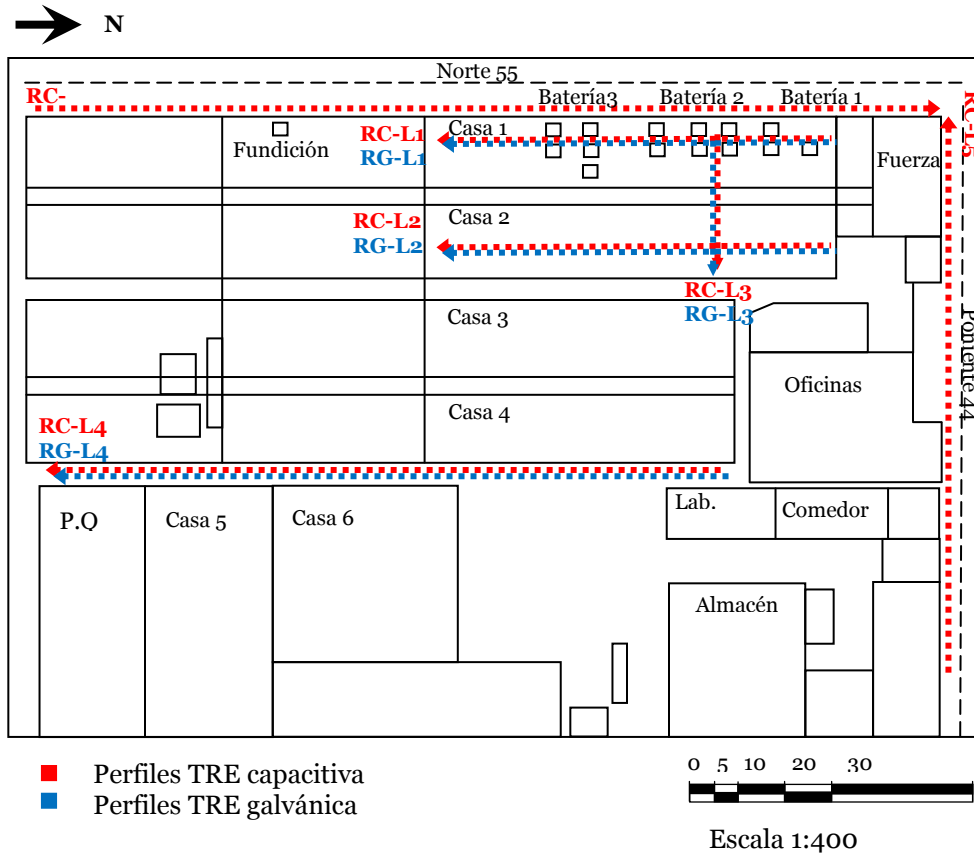 N
Norte 55
RC-
Batería3
Batería 2
Batería 1
RC-L5
RC-L1
RG-L1
Casa 1
Fundición
Fuerza
RC-L2
RG-L2
Casa 2
RC-L3
RG-L3
Casa 3
Poniente 44
Oficinas
Casa 4
RC-L4
RG-L4
P.Q
Casa 5
Casa 6
Lab.
Comedor
Almacén
Perfiles TRE capacitiva
Perfiles TRE galvánica
0 5 10 20 30
Escala 1:400